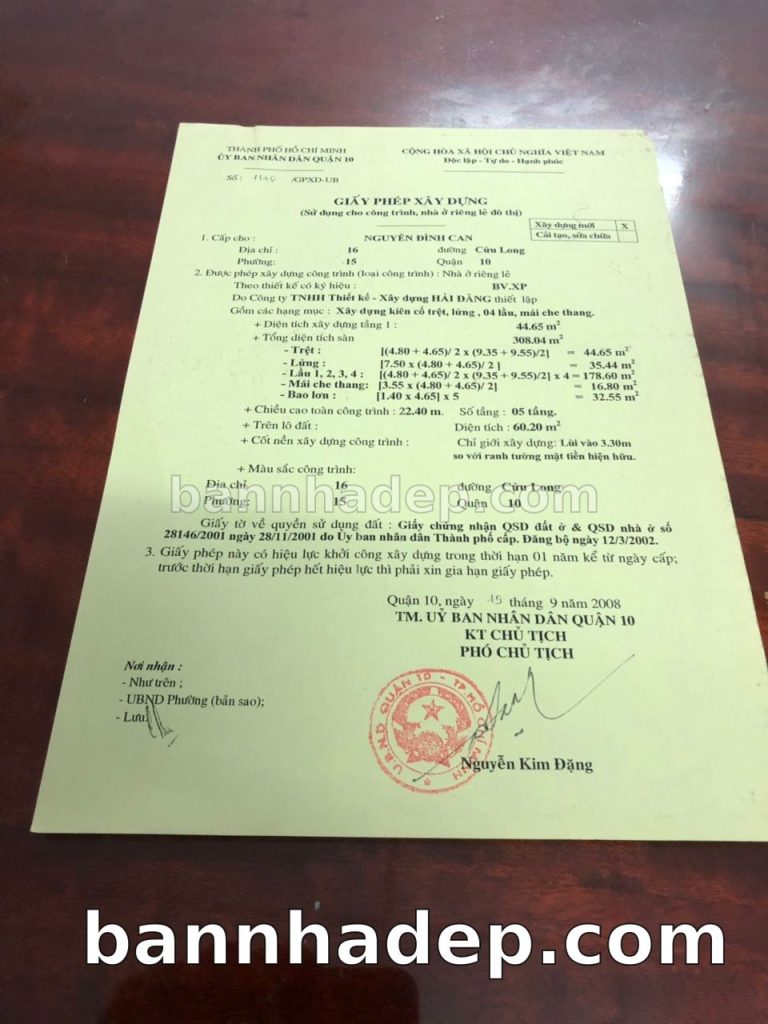 THÀNH PHỐ HỒ CHÍ MINH
ỦY BAN NHÂN DÂN QUẬN 10
CỘNG HÒA XÃ HỘI CHỦ NGHĨA VIỆT NAM
Độc lập - Tự do - Hạnh phúc
Số: /GPXD-UB
GIẤY PHÉP XÂY DỰNG
(Sử dụng cho công trình, nhà ở riêng lẻ đô thị)
Xây dựng mới X
Cải tạo, sửa chữa
1. Cấp cho : NGUYỄN ĐÌNH CAN
Địa chỉ : 16 đường Cửu Long
Phường: 15 Quận 10
2. Được phép xây dựng công trình (loại công trình) : Nhà ở riêng lẻ
Theo thiết kế có ký hiệu : BV.XP
Do Công ty TNHH Thiết kế - Xây dựng HẢI ĐĂNG thiết lập
Gồm các hạng mục : Xây dựng kiên cố trệt, lửng , 04 lầu, mái che thang.
+ Diện tích xây dựng tầng 1 : 44.65 m²
+ Tổng diện tích sàn 308.04 m²
- Trệt : [(4.80 + 4.65)/ 2 x (9.35 + 9.55)/2] = 44.65 m²
- Lửng : [7.50 x (4.80 + 4.65)/ 2 ] = 35.44 m²
- Lầu 1, 2, 3, 4 : [(4.80 + 4.65)/ 2 x (9.35 + 9.55)/2] x 4 = 178.60 m²
- Mái che thang: [3.55 x (4.80 + 4.65)/ 2] = 16.80 m²
- Bao lơn : [1.40 x 4.65] x 5 = 32.55 m²
+ Chiều cao toàn công trình : 22.40 m. Số tầng : 05 tầng.
+ Trên lô đất : Diện tích : 60.20 m²
+ Cốt nền xây dựng công trình : Chỉ giới xây dựng: Lùi vào 3.30m
so với ranh tường mặt tiền hiện hữu.
+ Màu sắc công trình:
Địa chỉ 16 đường Cửu Long
bannhadep.com
Phường: 15 Quận 10
Giấy tờ về quyền sử dụng đất : Giấy chứng nhận QSD đất ở & QSD nhà ở số
28146/2001 ngày 28/11/2001 do Ủy ban nhân dân Thành phố cấp. Đăng bộ ngày 12/3/2002.
3. Giấy phép này có hiệu lực khởi công xây dựng trong thời hạn 01 năm kể từ ngày cấp;
trước thời hạn giấy phép hết hiệu lực thì phải xin gia hạn giấy phép.
Quận 10, ngày tháng 9 năm 2008
TM. UỶ BAN NHÂN DÂN QUẬN 10
KT CHỦ TỊCH
PHÓ CHỦ TỊCH
Nơi nhận :
- Như trên ;
- UBND Phường (bản sao);
- Lưu.
U.B.N.D QUẬN 10 - TP.HỒ CHÍ MINH
Nguyễn Kim Đặng
bannhadep.com